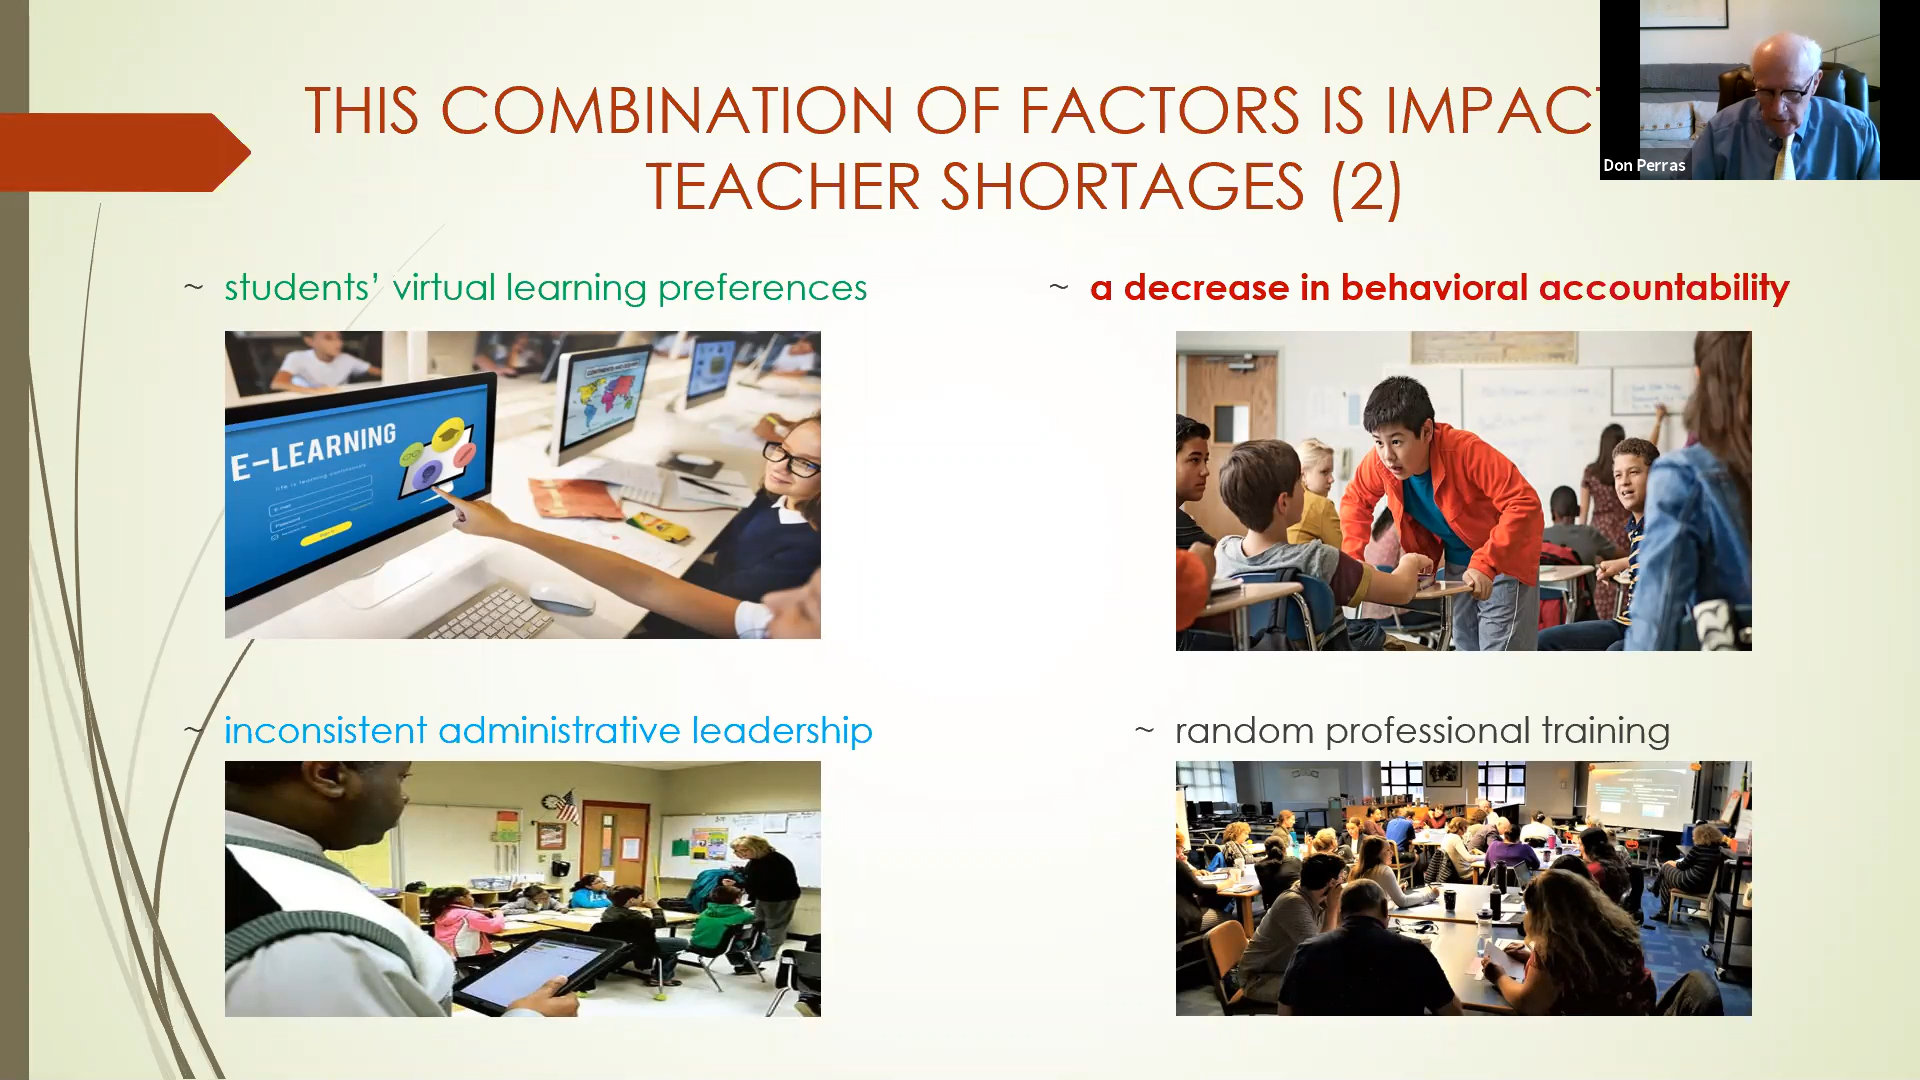 THIS COMBINATION OF FACTORS IS IMPACT
TEACHER SHORTAGES (2)
Don Perras
~ students’ virtual learning preferences
~ a decrease in behavioral accountability
E-LEARNING
~ inconsistent administrative leadership
~ random professional training